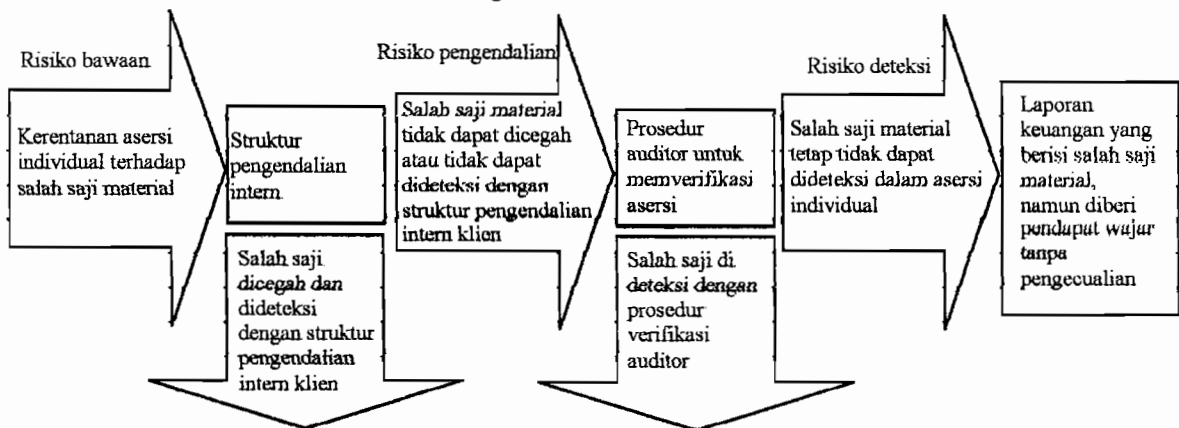 Risiko bawaan
Kerentanan asersi
individual terhadap
salah saji material
Struktur
pengendalian
intern
Salah saji
dicegah dan
dideteksi
dengan struktur
pengendalian
intern klien
Risiko pengendalian
Salah saji material
tidak dapat dicegah
atau tidak dapat
dideteksi dengan
struktur pengendalian
intern klien
Prosedur
auditor untuk
memverifikasi
asersi
Salah saji di
deteksi dengan
prosedur
verifikasi
auditor
Risiko deteksi
Salah saji material
tetap tidak dapat
dideteksi dalam asersi
individual
Laporan
keuangan yang
berisi salah saji
material,
namun diberi
pendapat wajar
tanpa
pengecualian